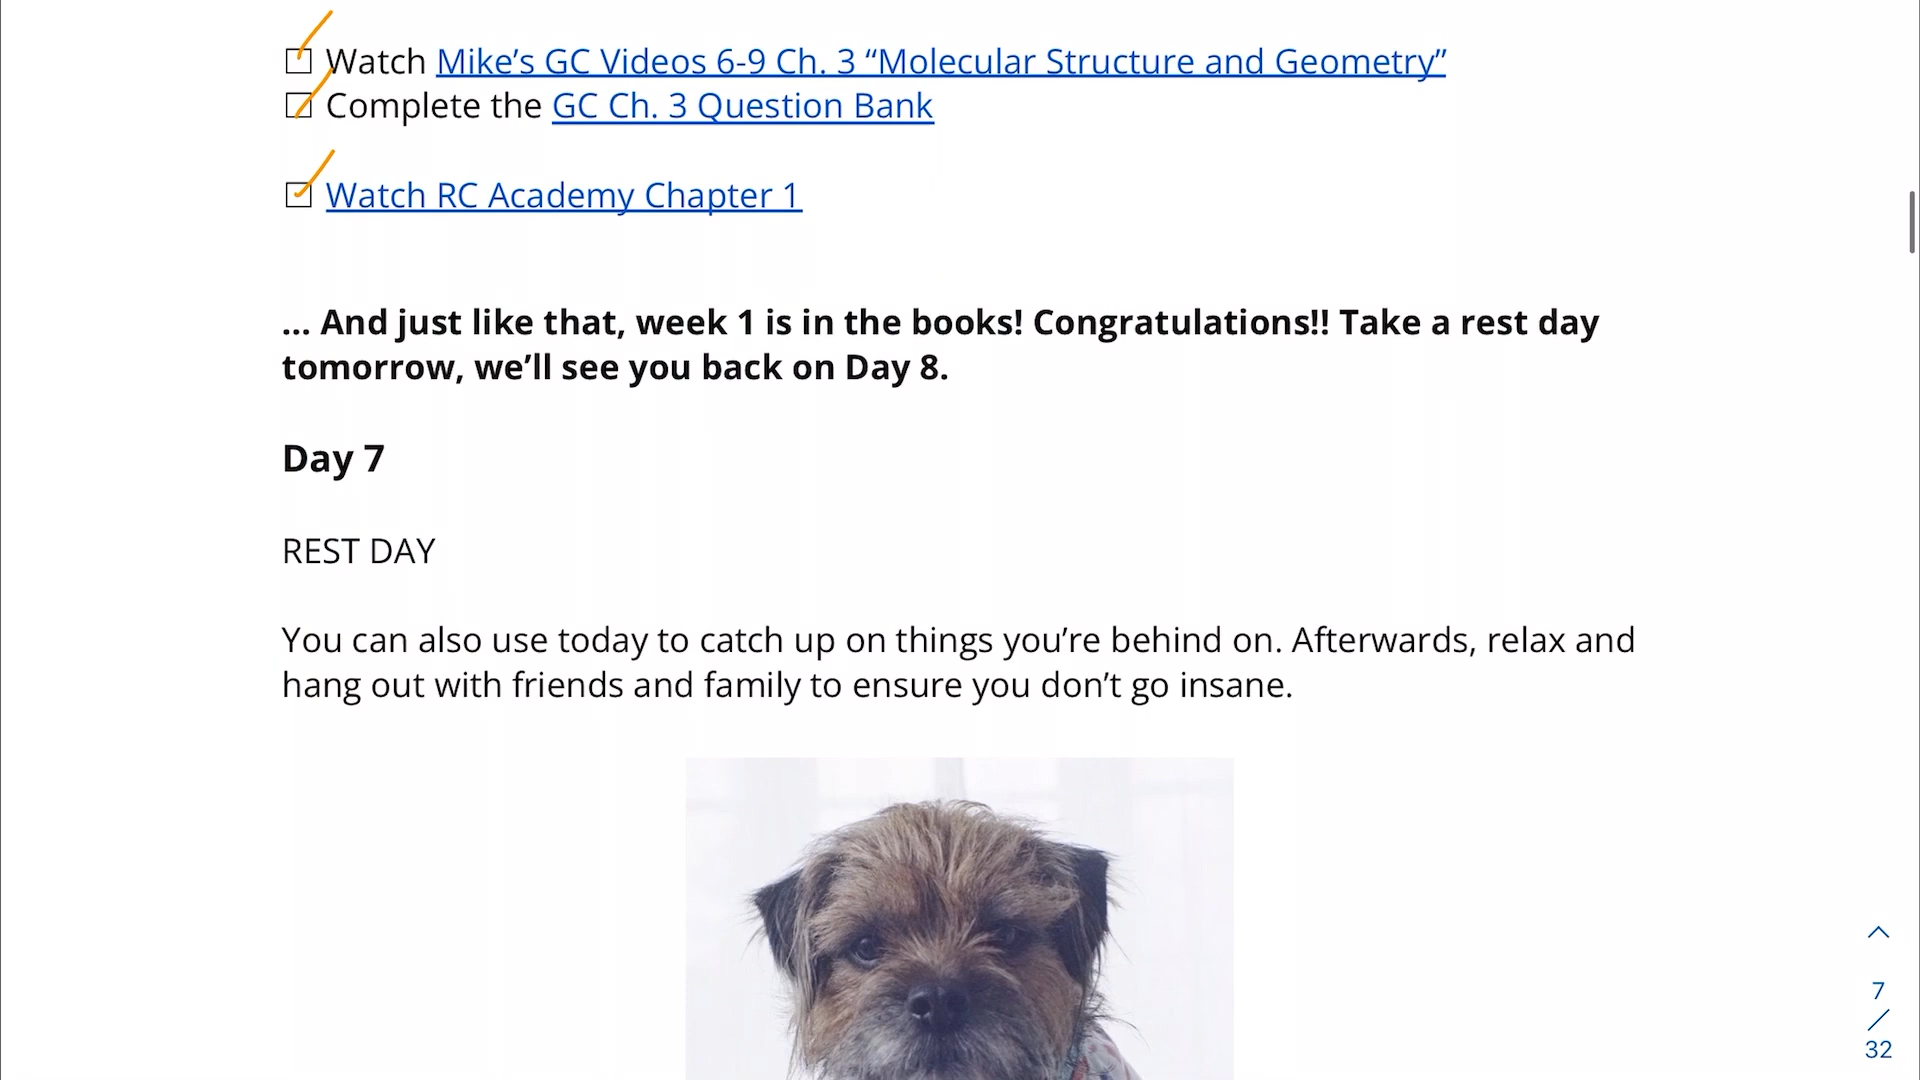 Watch Mike’s GC Videos 6-9 Ch. 3 “Molecular Structure and Geometry”
Complete the GC Ch. 3 Question Bank
Watch RC Academy Chapter 1
... And just like that, week 1 is in the books! Congratulations!! Take a rest day
tomorrow, we’ll see you back on Day 8.
Day 7
REST DAY
You can also use today to catch up on things you’re behind on. Afterwards, relax and
hang out with friends and family to ensure you don’t go insane.
7
/
32